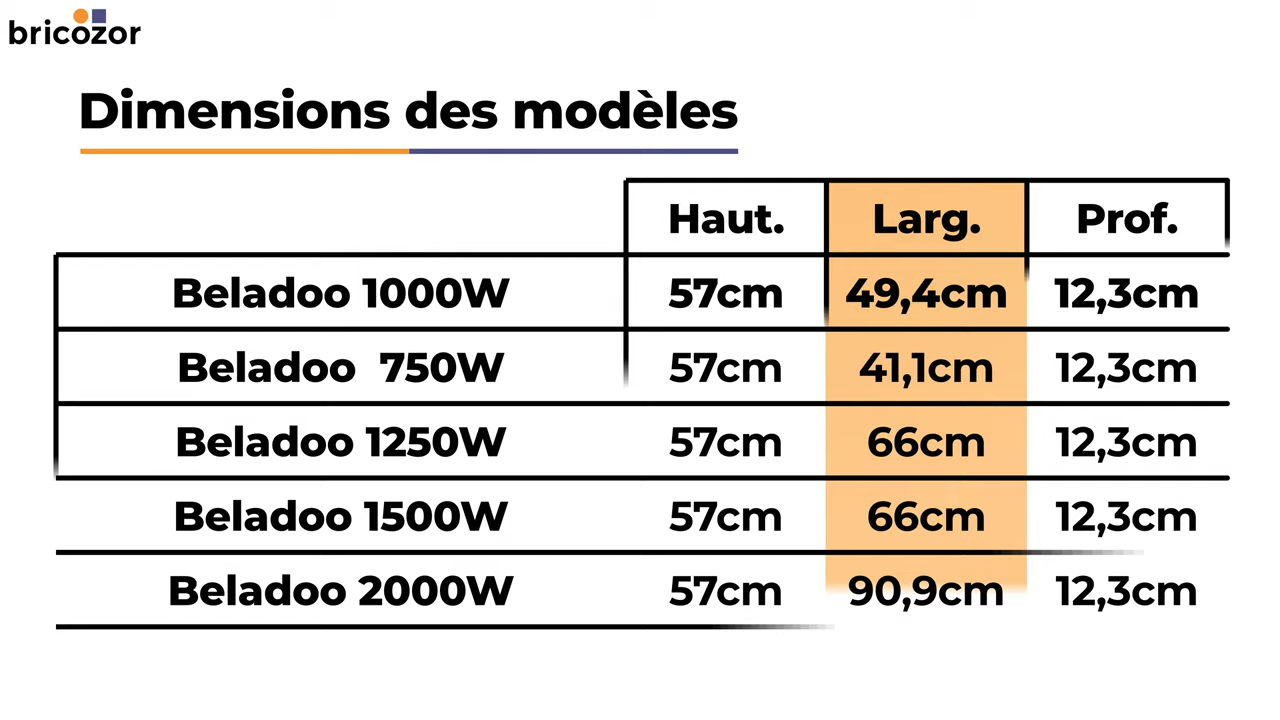 bricozor
Dimensions des modèles
Haut. Larg. Prof.
Beladoo 1000W 57cm 49,4cm 12,3cm
Beladoo 750W 57cm 41,1cm 12,3cm
Beladoo 1250W 57cm 66cm 12,3cm
Beladoo 1500W 57cm 66cm 12,3cm
Beladoo 2000W 57cm 90,9cm 12,3cm